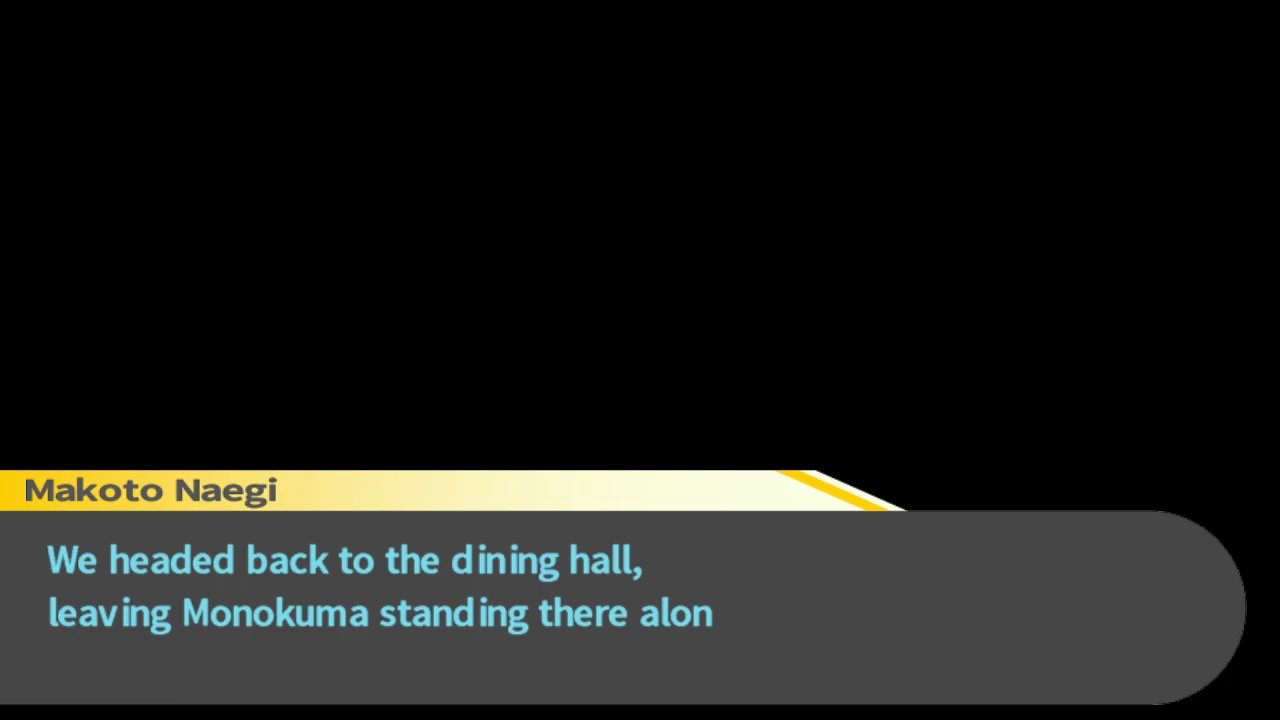 Makoto Naegi
We headed back to the dining hall,
leaving Monokuma standing there alon